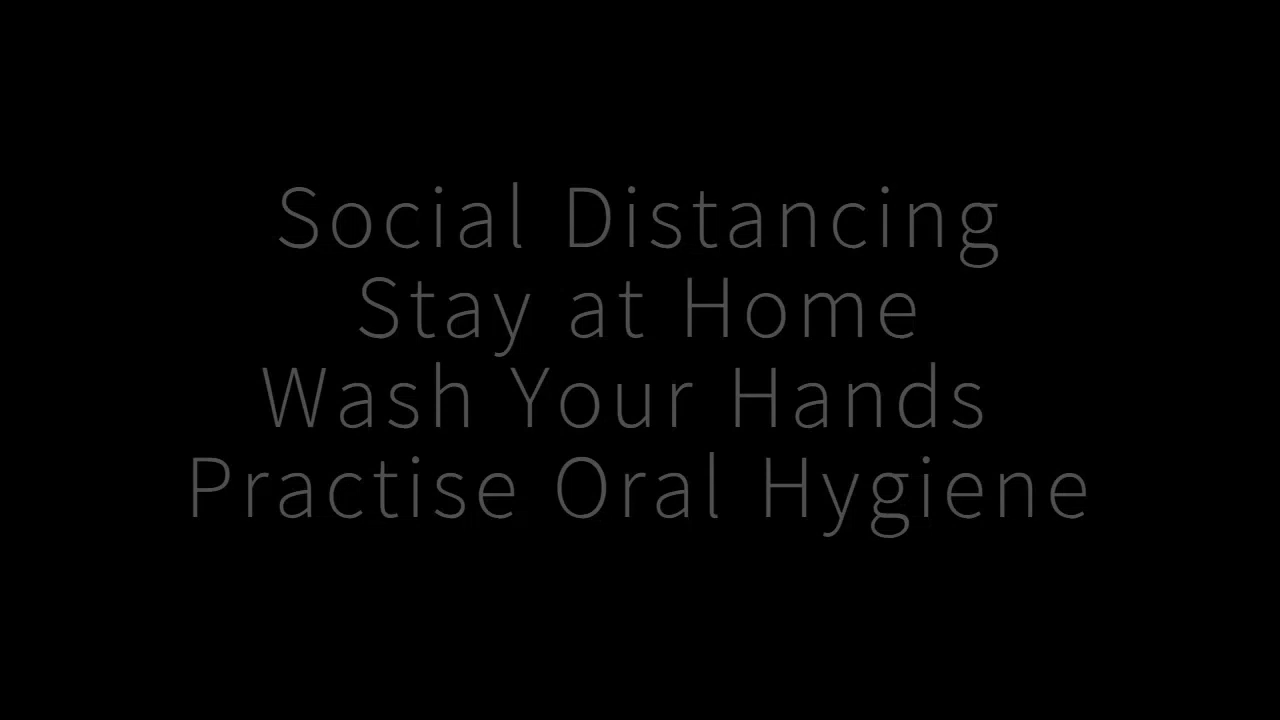 Social Distancing
Stay at Home
Wash Your Hands
Practise Oral Hygiene